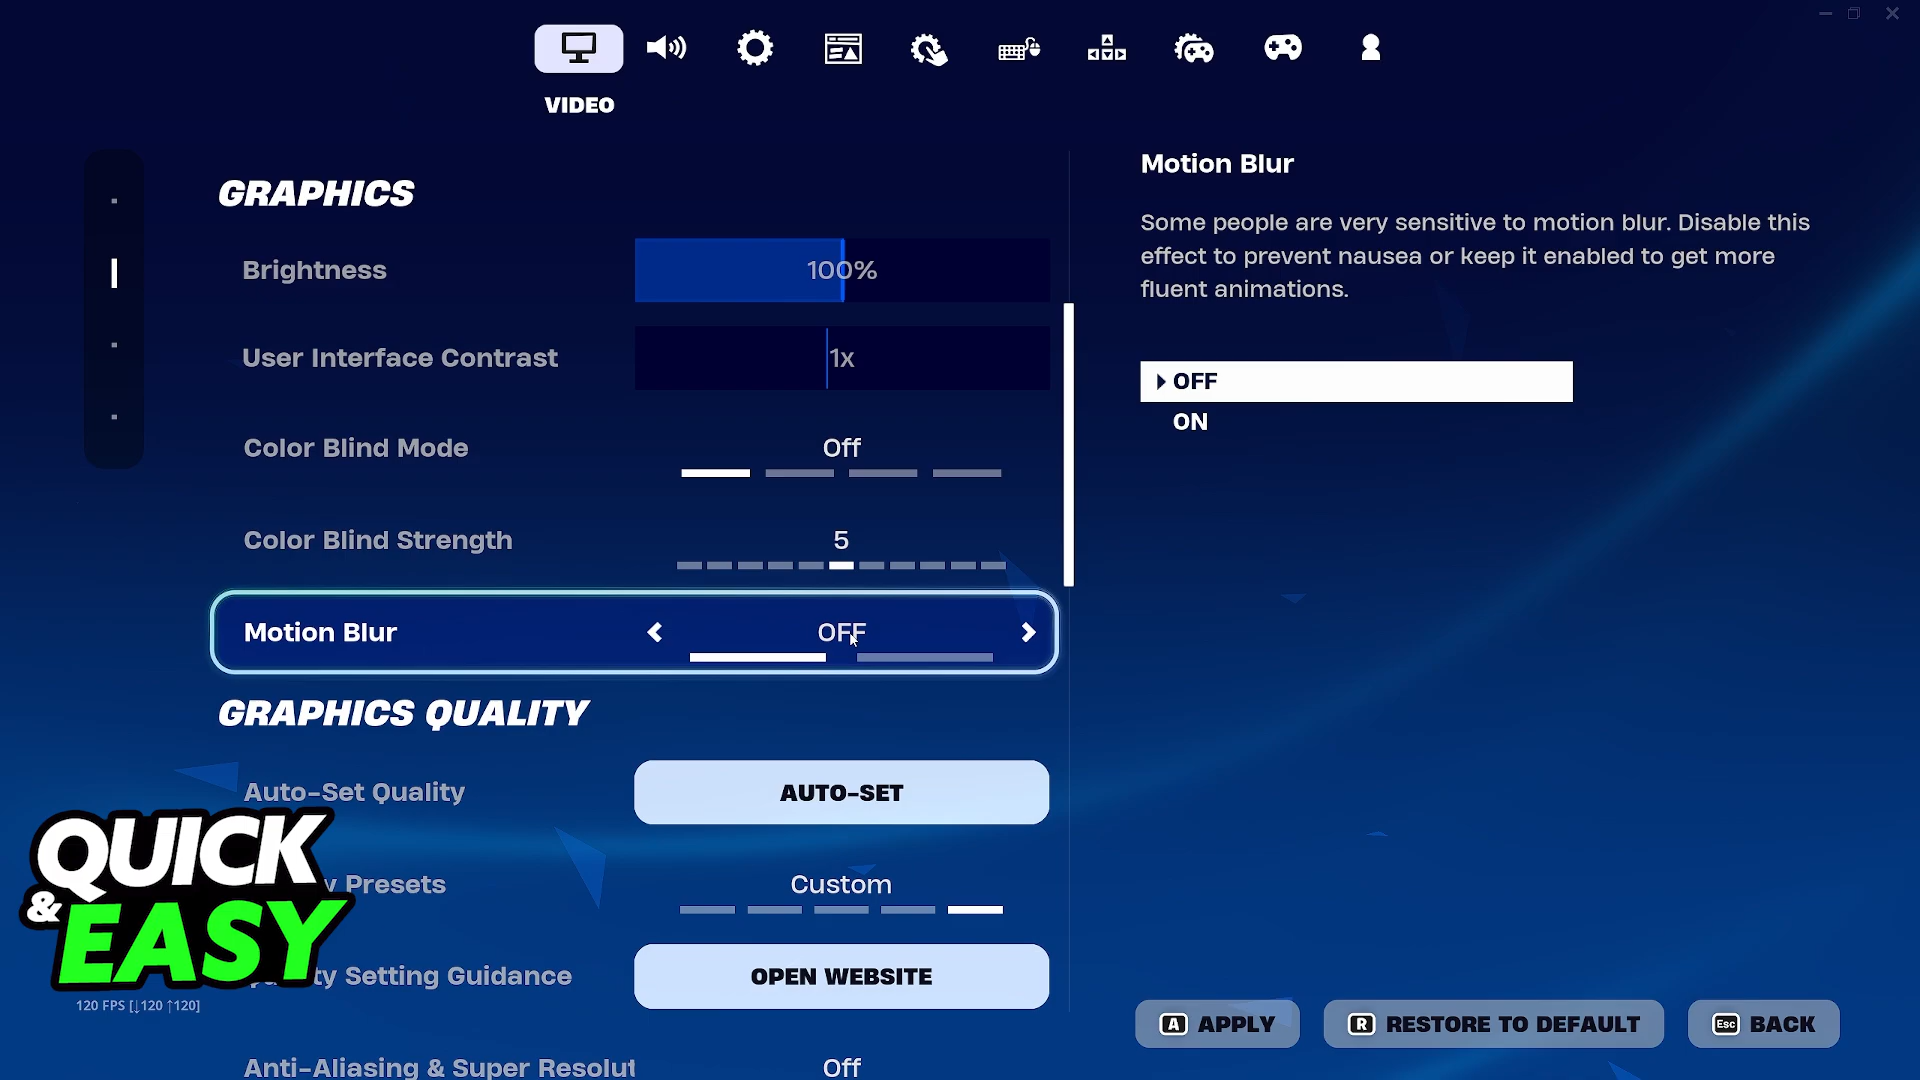 VIDEO
GRAPHICS
Brightness
100%
User Interface Contrast
1x
Color Blind Mode
Off
Color Blind Strength
5
Motion Blur
OFF
GRAPHICS QUALITY
Auto-Set Quality
AUTO-SET
Presets
Custom
Setting Guidance
OPEN WEBSITE
Anti-Aliasing & Super Resolut
Off
Motion Blur
Some people are very sensitive to motion blur. Disable this
effect to prevent nausea or keep it enabled to get more
fluent animations.
OFF
ON
QUICK
& EASY
120 FPS [↓120 ↑120]
A APPLY
R RESTORE TO DEFAULT
Esc BACK